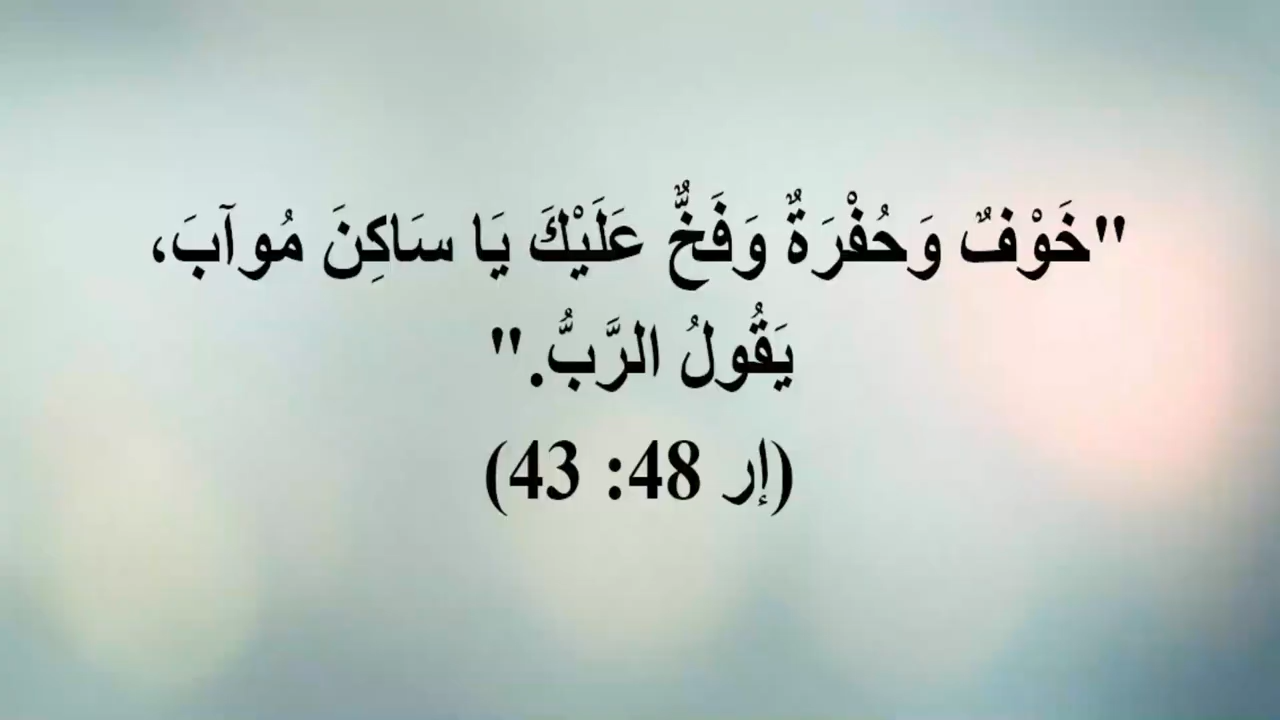 "خَوْفٌ وَحُفْرَةٌ وَفَخٌّ عَلَيْكَ يَا سَاكِنَ مُوآبَ،
يَقُولُ الرَّبُّ."
(إر 48: 43)